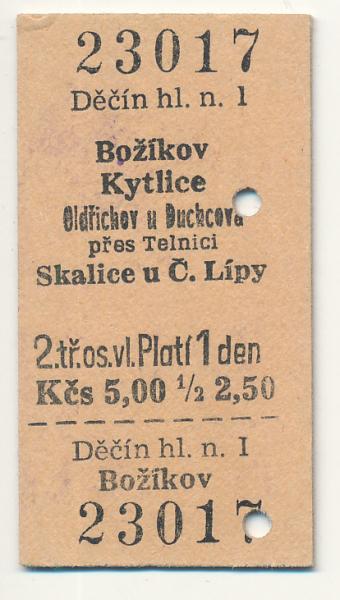 23017
Děčín hl. n. 1
Božíkov
Kytlice
Oldřichov u Duchcova
přes Telnici
Skalice u Č. Lípy
2.tř.os.vl.Platí 1 den
Kčs 5,00 ½ 2,50
Děčín hl. n. I
Božíkov
23017